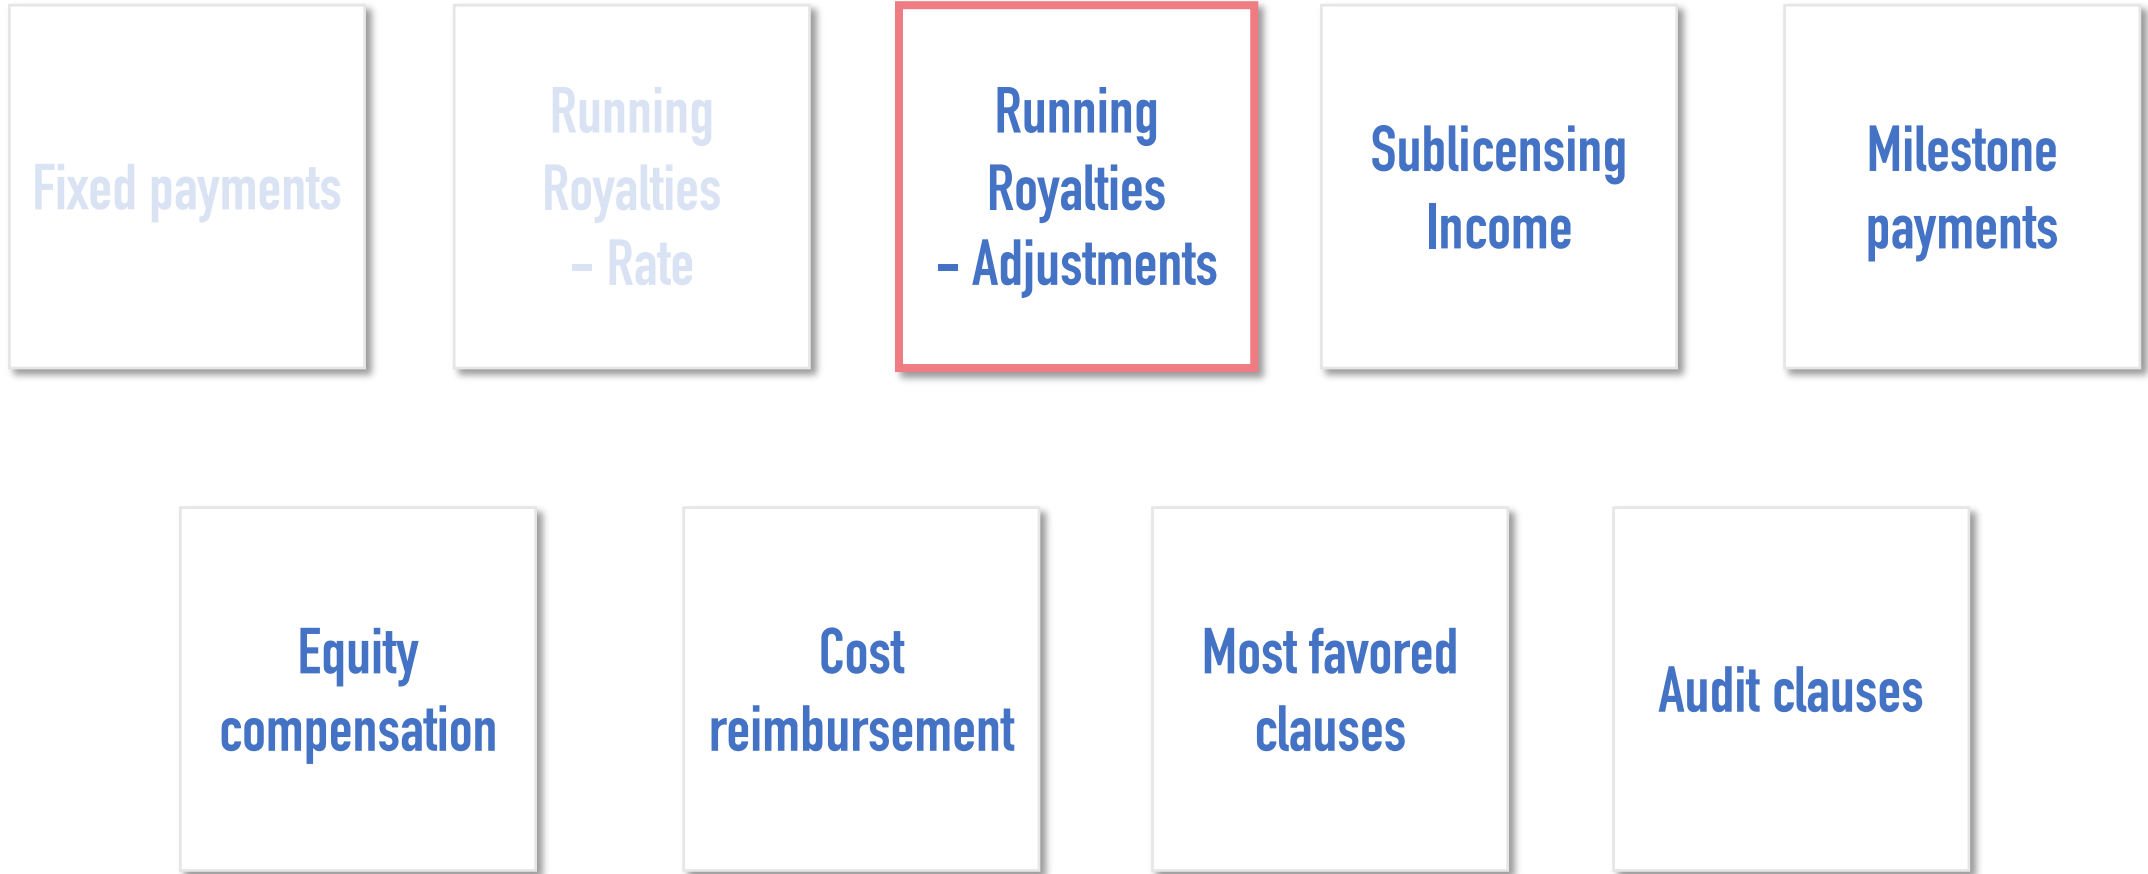 Fixed payments
Running
Royalties
– Rate
Running
Royalties
– Adjustments
Sublicensing
Income
Milestone
payments
Equity
compensation
Cost
reimbursement
Most favored
clauses
Audit clauses